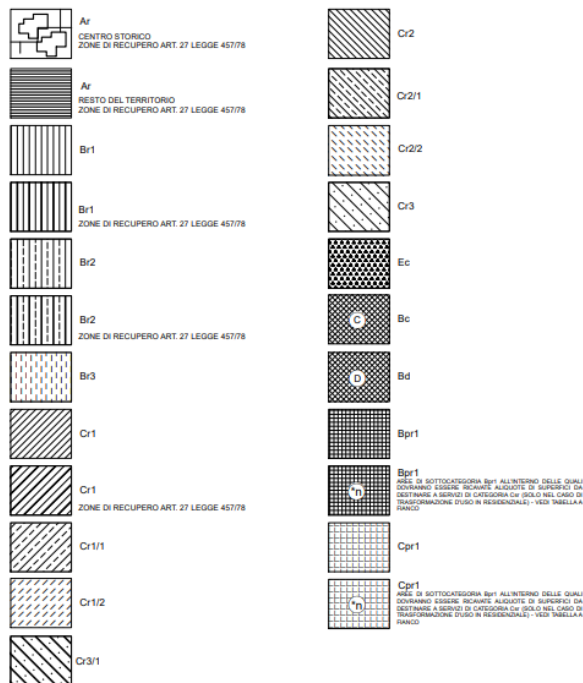 Ar
CENTRO STORICO
ZONE DI RECUPERO ART. 27 LEGGE 457/78
Ar
RESTO DEL TERRITORIO
ZONE DI RECUPERO ART. 27 LEGGE 457/78
Br1
Br1
ZONE DI RECUPERO ART. 27 LEGGE 457/78
Br2
Br2
ZONE DI RECUPERO ART. 27 LEGGE 457/78
Br3
Cr1
Cr1
ZONE DI RECUPERO ART. 27 LEGGE 457/78
Cr1/1
Cr1/2
Cr3/1
Cr2
Cr2/1
Cr2/2
Cr3
Ec
C
Bc
D
Bd
Bpr1
*n
Bpr1
AREE DI SOTTOCATEGORIA Bpr1 ALL'INTERNO DELLE QUALI
DOVRANNO ESSERE RICAVATE ALIQUOTE DI SUPERFICI DA
DESTINARE A SERVIZI DI CATEGORIA Csr (SOLO NEL CASO DI
TRASFORMAZIONE D'USO IN RESIDENZIALE) - VEDI TABELLA A
FIANCO
Cpr1
*n
Cpr1
AREE DI SOTTOCATEGORIA Bpr1 ALL'INTERNO DELLE QUALI
DOVRANNO ESSERE RICAVATE ALIQUOTE DI SUPERFICI DA
DESTINARE A SERVIZI DI CATEGORIA Csr (SOLO NEL CASO DI
TRASFORMAZIONE D'USO IN RESIDENZIALE) - VEDI TABELLA A
FIANCO